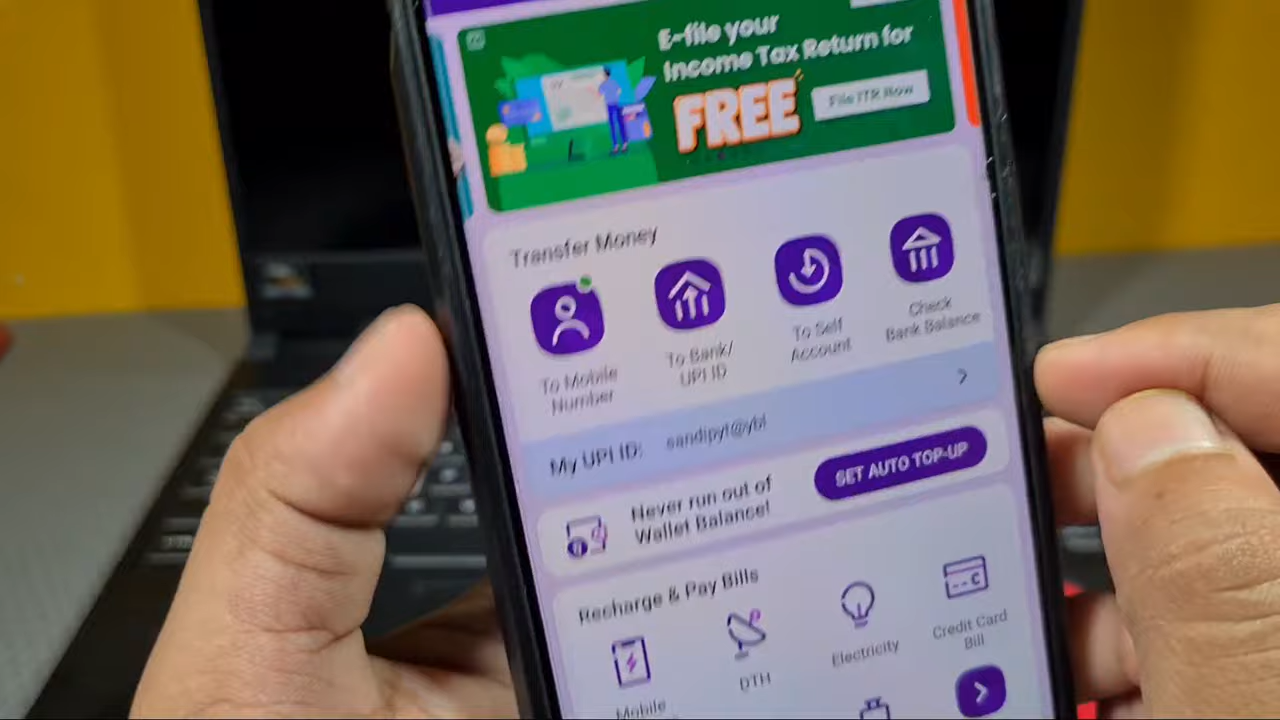 E-file your
Income Tax Return for
FREE
File ITR Now
Transfer Money
To Mobile
Number
To Bank/
UPI ID
To Self
Account
Check
Bank Balance
My UPI ID: sandipyt@ybl
Never run out of
Wallet Balance!
SET AUTO TOP-UP
Recharge & Pay Bills
Mobile
DTH
Electricity
Credit Card
Bill